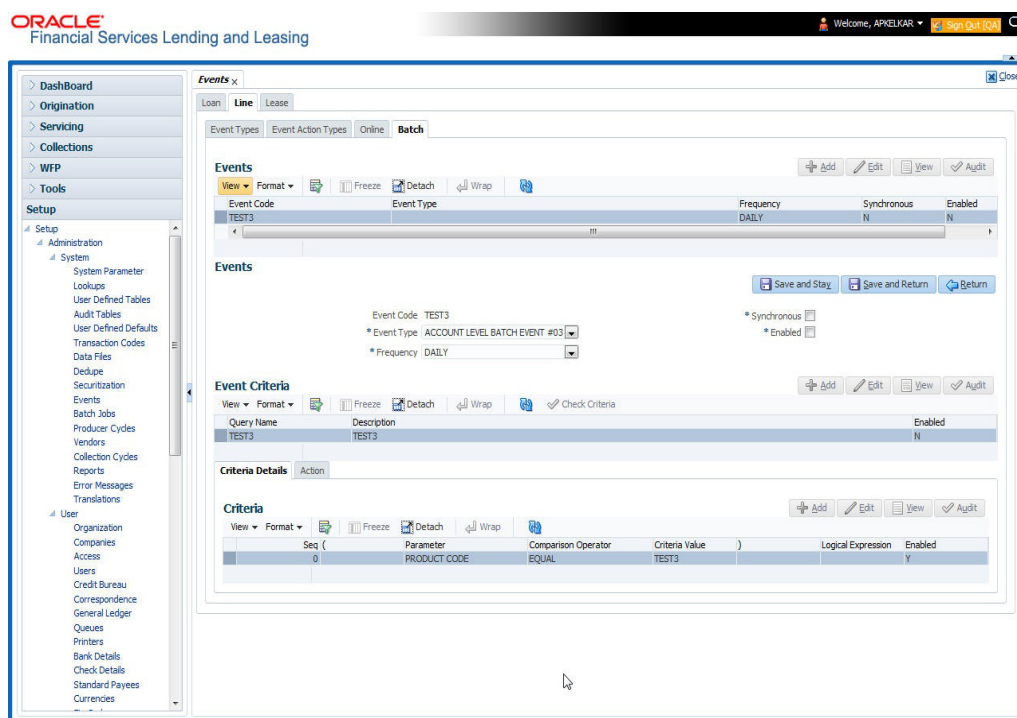 ORACLE'
Financial Services Lending and Leasing
Welcome, APKELKAR
Sign Out [QA]
DashBoard
Origination
Servicing
Collections
WFP
Tools
Setup
Setup
Administration
System
System Parameter
Lookups
User Defined Tables
Audit Tables
User Defined Defaults
Transaction Codes
Data Files
Dedupe
Securitization
Events
Batch Jobs
Producer Cycles
Vendors
Collection Cycles
Reports
Error Messages
Translations
User
Organization
Companies
Access
Users
Credit Bureau
Correspondence
General Ledger
Queues
Printers
Bank Details
Check Details
Standard Payees
Currencies
Events
Close
Loan Line Lease
Event Types Event Action Types Online Batch
Events
Add Edit View Audit
View Format Freeze Detach Wrap
Event Code Event Type Frequency Synchronous Enabled
TEST3 DAILY N N
Events
Save and Stay Save and Return Return
Event Code TEST3 * Synchronous
* Event Type ACCOUNT LEVEL BATCH EVENT #03 * Enabled
* Frequency DAILY
Event Criteria
Add Edit View Audit
View Format Freeze Detach Wrap Check Criteria
Query Name Description Enabled
TEST3 TEST3 N
Criteria Details Action
Criteria
Add Edit View Audit
View Format Freeze Detach Wrap
Seq ( Parameter Comparison Operator Criteria Value ) Logical Expression Enabled
0 PRODUCT CODE EQUAL TEST3 Y